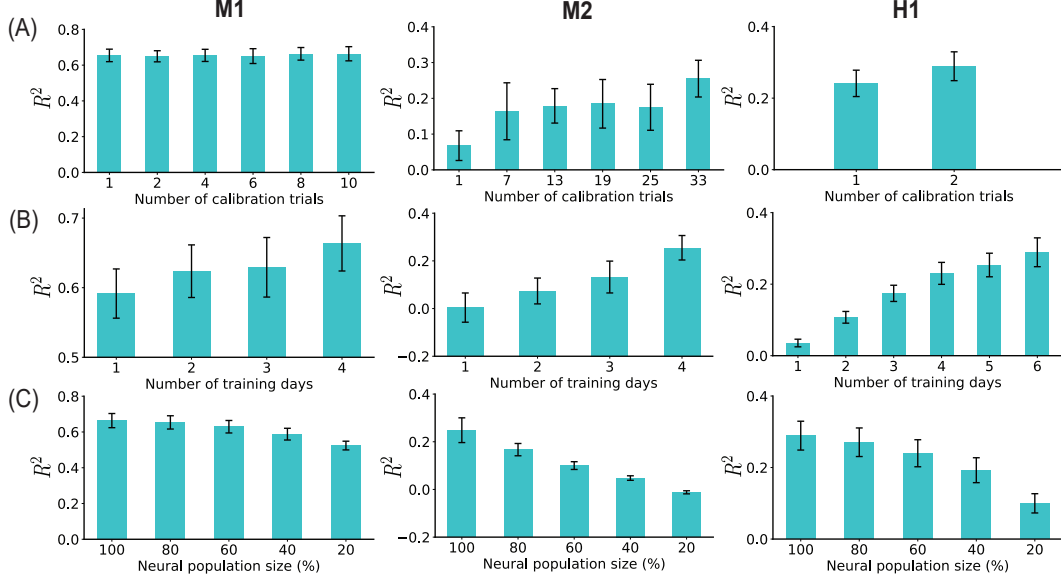 M1 M2 H1
(A)
R²
0.8
0.6
0.4
0.2
0.0
1 2 4 6 8 10
Number of calibration trials
R²
0.4
0.3
0.2
0.1
0.0
1 7 13 19 25 33
Number of calibration trials
R²
0.4
0.2
0.0
1 2
Number of calibration trials
(B)
R²
0.7
0.6
0.5
1 2 3 4
Number of training days
R²
0.4
0.2
0.0
−0.2
1 2 3 4
Number of training days
R²
0.4
0.2
0.0
1 2 3 4 5 6
Number of training days
(C)
R²
0.8
0.6
0.4
0.2
0.0
100 80 60 40 20
Neural population size (%)
R²
0.4
0.2
0.0
−0.2
100 80 60 40 20
Neural population size (%)
R²
0.4
0.2
0.0
100 80 60 40 20
Neural population size (%)